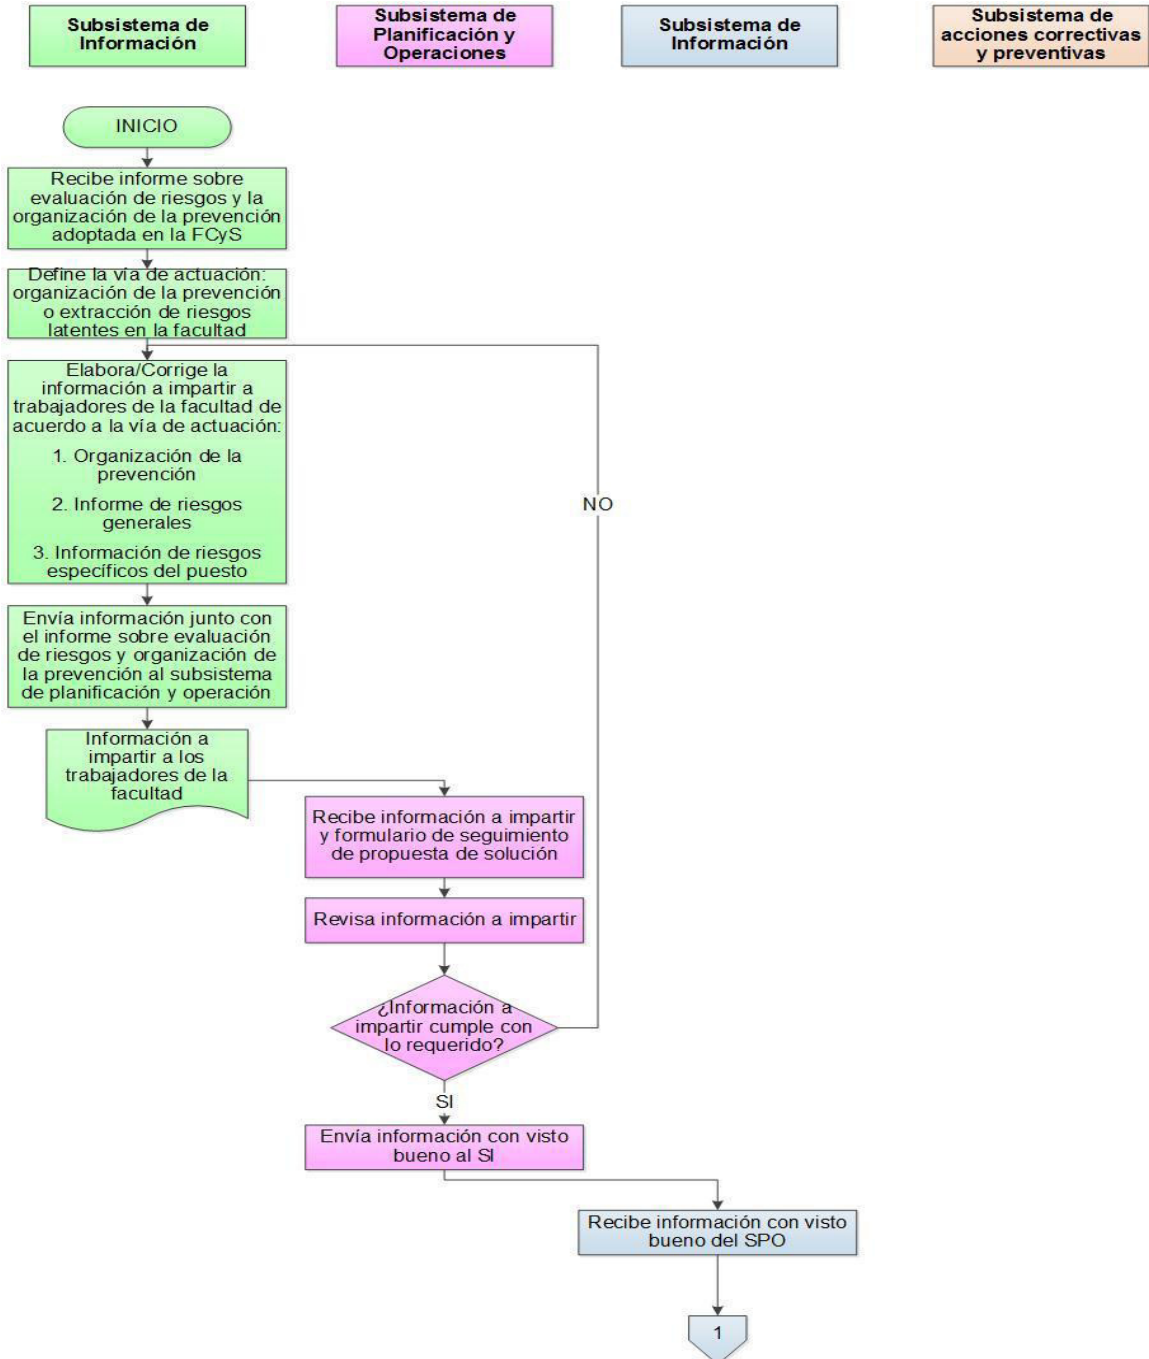 Subsistema de
Información
Subsistema de
Planificación y
Operaciones
Subsistema de
Información
Subsistema de
acciones correctivas
y preventivas
INICIO
Recibe informe sobre
evaluación de riesgos y la
organización de la prevención
adoptada en la FCyS
Define la vía de actuación:
organización de la prevención
o extracción de riesgos
latentes en la facultad
Elabora/Corrige la
información a impartir a
trabajadores de la facultad de
acuerdo a la vía de actuación:
1. Organización de la
prevención
2. Informe de riesgos
generales
3. Información de riesgos
específicos del puesto
NO
Envía información junto con
el informe sobre evaluación
de riesgos y organización de
la prevención al subsistema
de planificación y operación
Información a
impartir a los
trabajadores de la
facultad
Recibe información a impartir
y formulario de seguimiento
de propuesta de solución
Revisa información a impartir
¿Información a
impartir cumple con
lo requerido?
SI
Envía información con visto
bueno al SI
Recibe información con visto
bueno del SPO
1